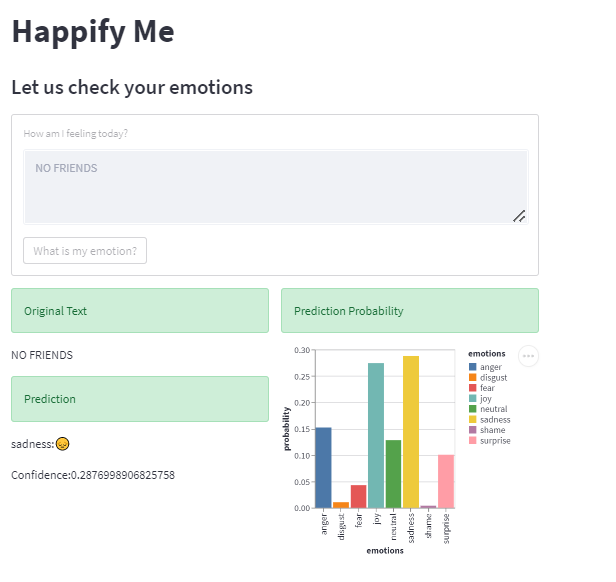 Happify Me
Let us check your emotions
How am I feeling today?
NO FRIENDS
What is my emotion?
Original Text
Prediction Probability
NO FRIENDS
Prediction
sadness:😞
Confidence:0.2876998906825758
probability
0.30
0.25
0.20
0.15
0.10
0.05
0.00
anger
disgust
fear
joy
neutral
sadness
shame
surprise
emotions
emotions
anger
disgust
fear
joy
neutral
sadness
shame
surprise